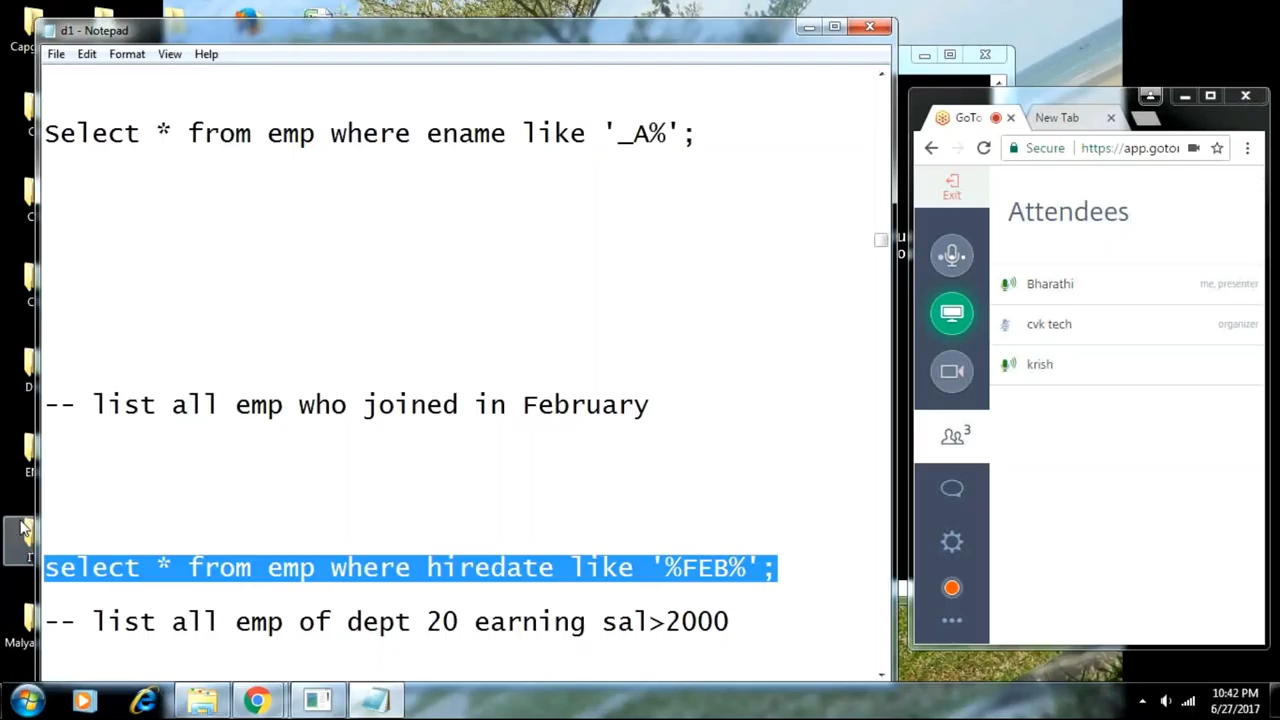 Capg
d1 - Notepad
File Edit Format View Help
Select * from emp where ename like '_A%';
-- list all emp who joined in February
select * from emp where hiredate like '%FEB%';
-- list all emp of dept 20 earning sal>2000
Malya
GoTo
New Tab
Secure https://app.gotor
Exit
Attendees
Bharathi me, presenter
cvk tech organizer
krish
3
10:42 PM
6/27/2017